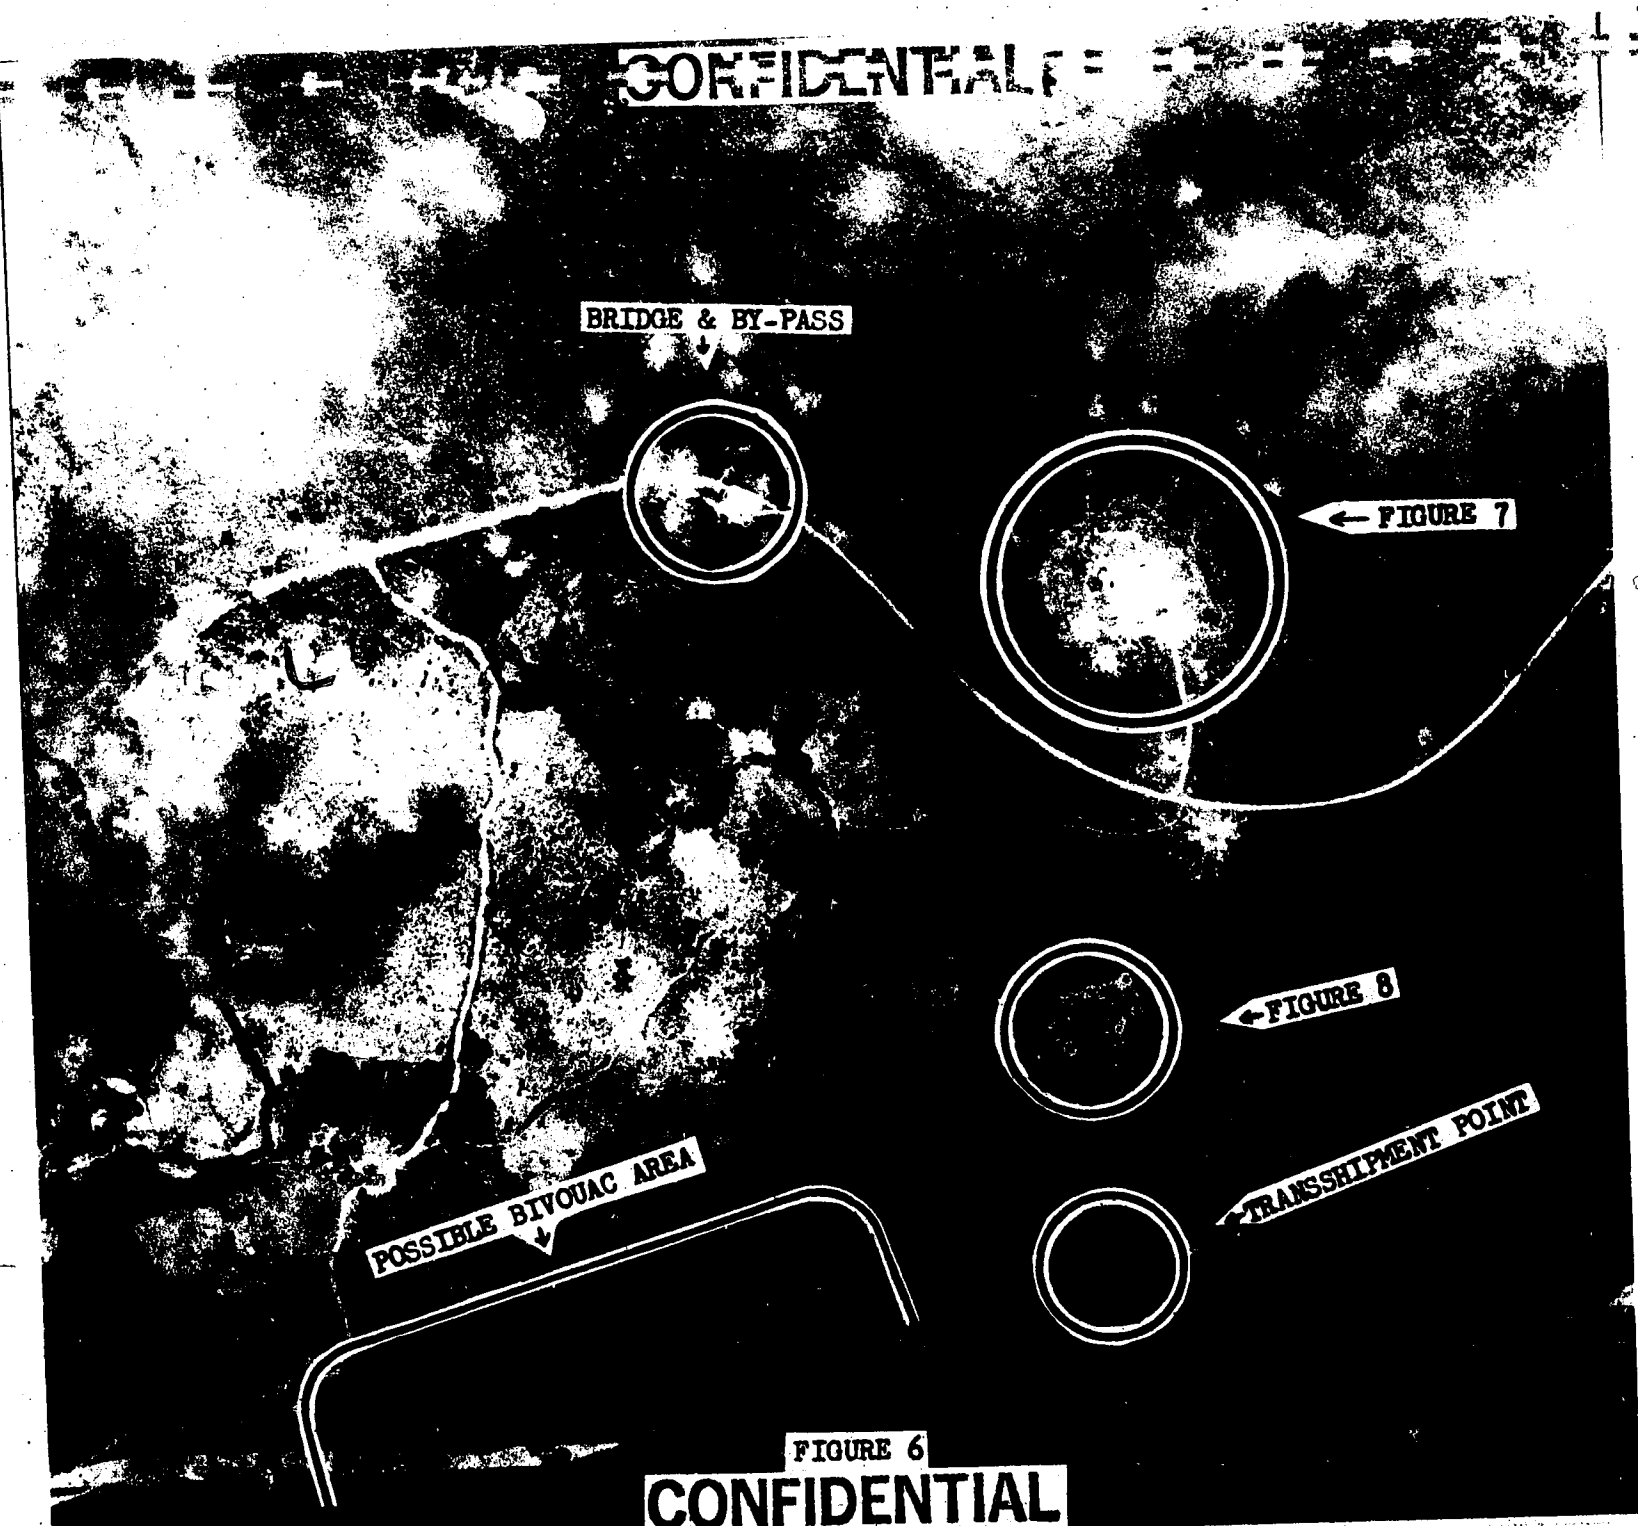 CONFIDENTIAL
BRIDGE & BY-PASS
FIGURE 7
FIGURE 8
TRANSSHIPMENT POINT
POSSIBLE BIVOUAC AREA
FIGURE 6
CONFIDENTIAL